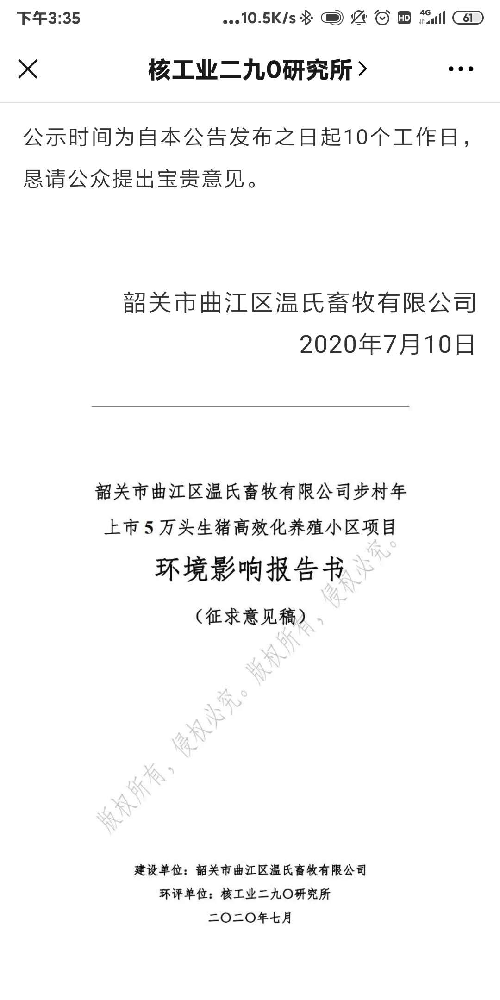 下午3:35
...10.5K/s
HD
4G
61
核工业二九0研究所
公示时间为自本公告发布之日起10个工作日，
恳请公众提出宝贵意见。
韶关市曲江区温氏畜牧有限公司
2020年7月10日
韶关市曲江区温氏畜牧有限公司步村年
上市5万头生猪高效化养殖小区项目
环境影响报告书
（征求意见稿）
版权所有，侵权必究。版权所有，侵权必究。
建设单位：韶关市曲江区温氏畜牧有限公司
环评单位：核工业二九〇研究所
二〇二〇年七月